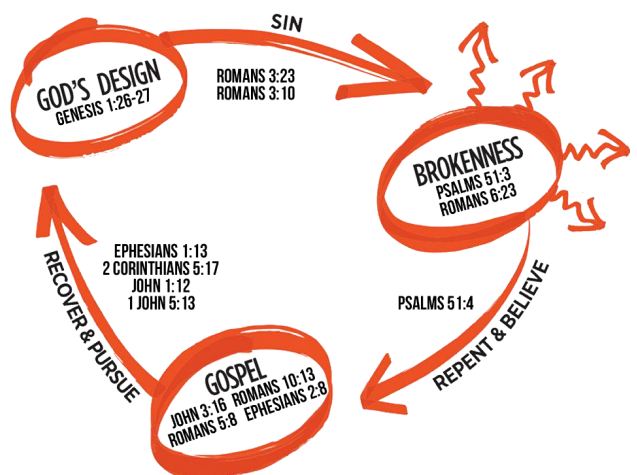 SIN
GOD'S DESIGN
GENESIS 1:26-27
ROMANS 3:23
ROMANS 3:10
BROKENNESS
PSALMS 51:3
ROMANS 6:23
EPHESIANS 1:13
2 CORINTHIANS 5:17
JOHN 1:12
1 JOHN 5:13
RECOVER & PURSUE
PSALMS 51:4
REPENT & BELIEVE
GOSPEL
JOHN 3:16 ROMANS 10:13
ROMANS 5:8 EPHESIANS 2:8